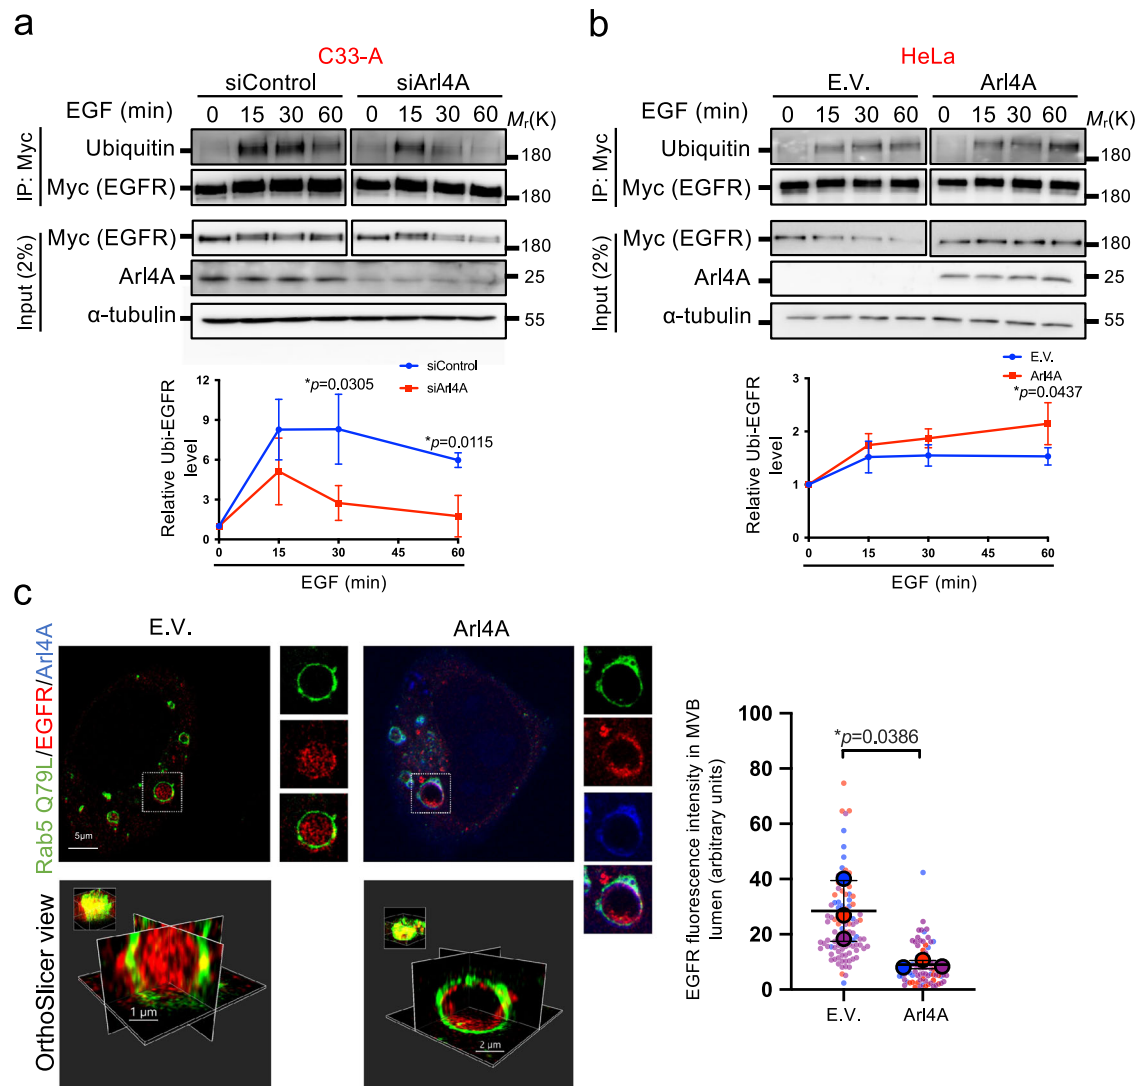 a
C33-A
siControl siArl4A
EGF (min) 0 15 30 60 0 15 30 60 Mr(K)
IP: Myc
Ubiquitin 180
Myc (EGFR) 180
Input (2%)
Myc (EGFR) 180
Arl4A 25
α-tubulin 55
siControl
siArl4A
*p=0.0305
*p=0.0115
Relative Ubi-EGFR
level
12
9
6
3
0
0 15 30 45 60
EGF (min)
b
HeLa
E.V. Arl4A
EGF (min) 0 15 30 60 0 15 30 60 Mr(K)
IP: Myc
Ubiquitin 180
Myc (EGFR) 180
Input (2%)
Myc (EGFR) 180
Arl4A 25
α-tubulin 55
E.V.
Arl4A
*p=0.0437
Relative Ubi-EGFR
level
3
2
1
0
0 15 30 45 60
EGF (min)
c
E.V. Arl4A
Rab5 Q79L/EGFR/Arl4A
5μm
OrthoSlicer view
1 μm
2 μm
EGFR fluorescence intensity in MVB
lumen (arbitrary units)
100
80
60
40
20
0
*p=0.0386
E.V. Arl4A